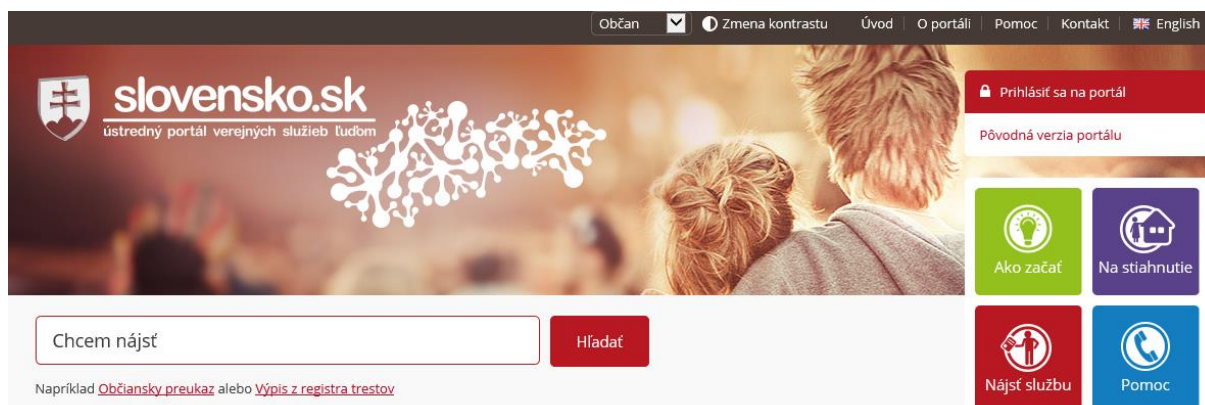 Občan Zmena kontrastu Úvod O portáli Pomoc Kontakt English
slovensko.sk
ústredný portál verejných služieb ľuďom
Prihlásiť sa na portál
Pôvodná verzia portálu
Ako začať
Na stiahnutie
Chcem nájsť
Hľadať
Napríklad Občiansky preukaz alebo Výpis z registra trestov
Nájsť službu
Pomoc